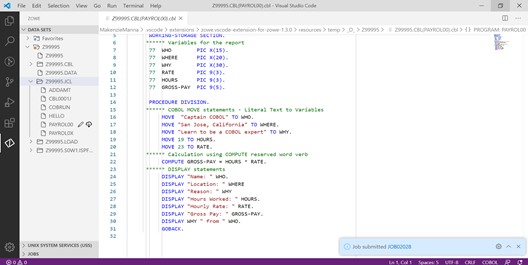 File Edit Selection View Go Run Terminal Help
Z99995.CBL(PAYROL00).cbl - Visual Studio Code
ZOWE
Z99995.CBL(PAYROL00).cbl
DATA SETS
MakenzieManna > .vscode > extensions > zowe.vscode-extension-for-zowe-1.3.0 > resources > temp > _D_ > Z99995.CBL(PAYROL00).cbl > PROGRAM: PAYROL00
Favorites
Z99995
Z99995
Z99995.CBL
Z99995.DATA
Z99995.JCL
ADDAMT
CBL0001J
COBRUN
HELLO
PAYROL00
PAYROL0X
Z99995.LOAD
Z99995.S0W1.ISPF...
UNIX SYSTEM SERVICES (USS)
JOBS
5 WORKING-STORAGE SECTION.
6 ****** Variables for the report
7 77 WHO PIC X(15).
8 77 WHERE PIC X(20).
9 77 WHY PIC X(30).
10 77 RATE PIC 9(3).
11 77 HOURS PIC 9(3).
12 77 GROSS-PAY PIC 9(5).
13
14 PROCEDURE DIVISION.
15 ****** COBOL MOVE statements - Literal Text to Variables
16 MOVE "Captain COBOL" TO WHO.
17 MOVE "San Jose, California" TO WHERE.
18 MOVE "Learn to be a COBOL expert" TO WHY.
19 MOVE 19 TO HOURS.
20 MOVE 23 TO RATE.
21 ****** Calculation using COMPUTE reserved word verb
22 COMPUTE GROSS-PAY = HOURS * RATE.
23 ****** DISPLAY statements
24 DISPLAY "Name: " WHO.
25 DISPLAY "Location: " WHERE
26 DISPLAY "Reason: " WHY
27 DISPLAY "Hours Worked: " HOURS.
28 DISPLAY "Hourly Rate: " RATE.
29 DISPLAY "Gross Pay: " GROSS-PAY.
30 DISPLAY WHY " from " WHO.
31 GOBACK.
32
Job submitted JOB02028
0 0
Ln 1, Col 1 Spaces: 5 UTF-8 CRLF COBOL